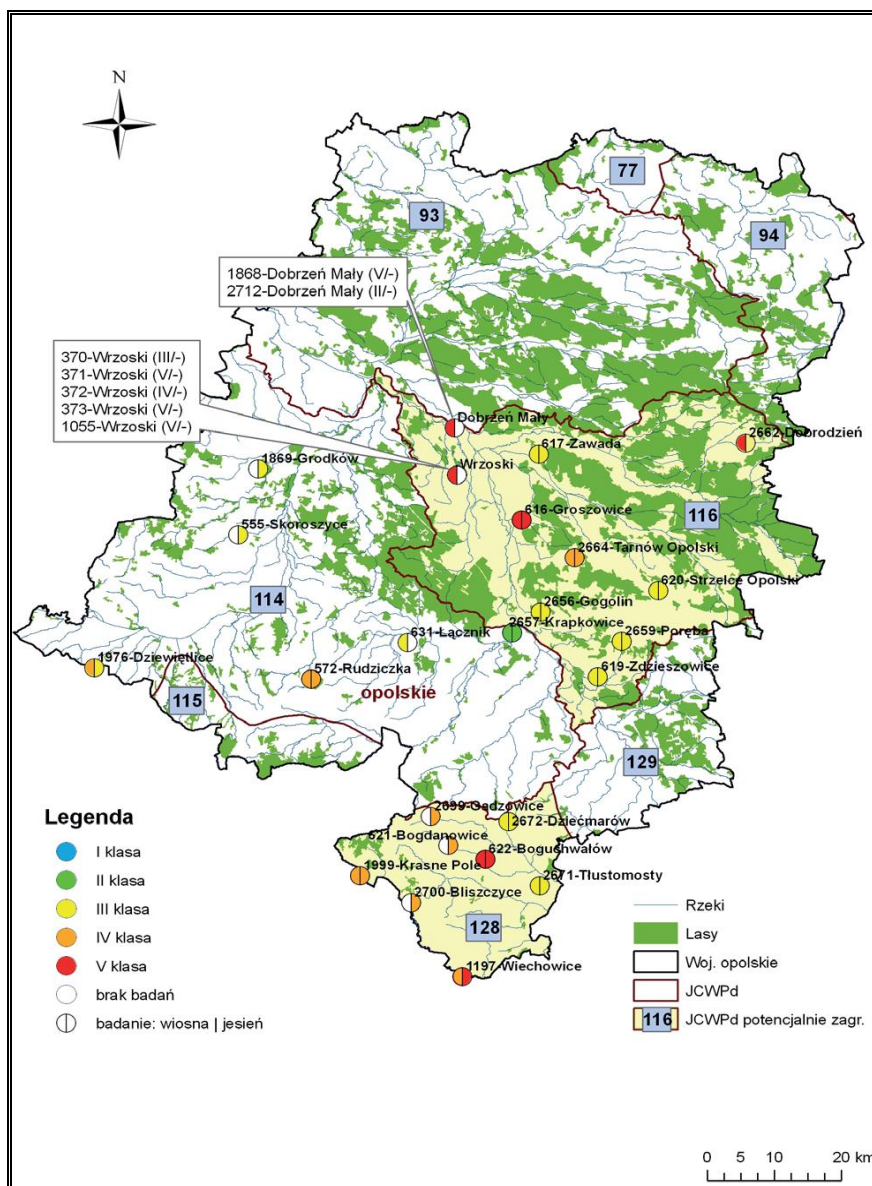 N
77
93
94
1868-Dobrzeń Mały (V/-)
2712-Dobrzeń Mały (II/-)
370-Wrzoski (III/-)
371-Wrzoski (V/-)
372-Wrzoski (IV/-)
373-Wrzoski (V/-)
1055-Wrzoski (V/-)
Dobrzeń Mały
2662-Dobrodzień
617-Zawada
Wrzoski
1869-Grodków
616-Groszowice
116
555-Skoroszyce
2664-Tarnów Opolski
620-Strzelce Opolski
114
2656-Gogolin
2657-Krapkowice
631-Łącznik
2659-Poręba
1976-Dziewiętlice
572-Rudziczka
619-Zdzieszowice
opolskie
115
129
2699-Gadzowice
2672-Dziećmarów
621-Bogdanowice
622-Boguchwałów
1999-Krasne Pole
2671-Tłustomosty
2700-Bliszczyce
128
1197-Wiechowice
Legenda
I klasa
II klasa
III klasa
IV klasa
V klasa
brak badań
badanie: wiosna | jesień
Rzeki
Lasy
Woj. opolskie
JCWPd
116 JCWPd potencjalnie zagr.
0 5 10 20 km